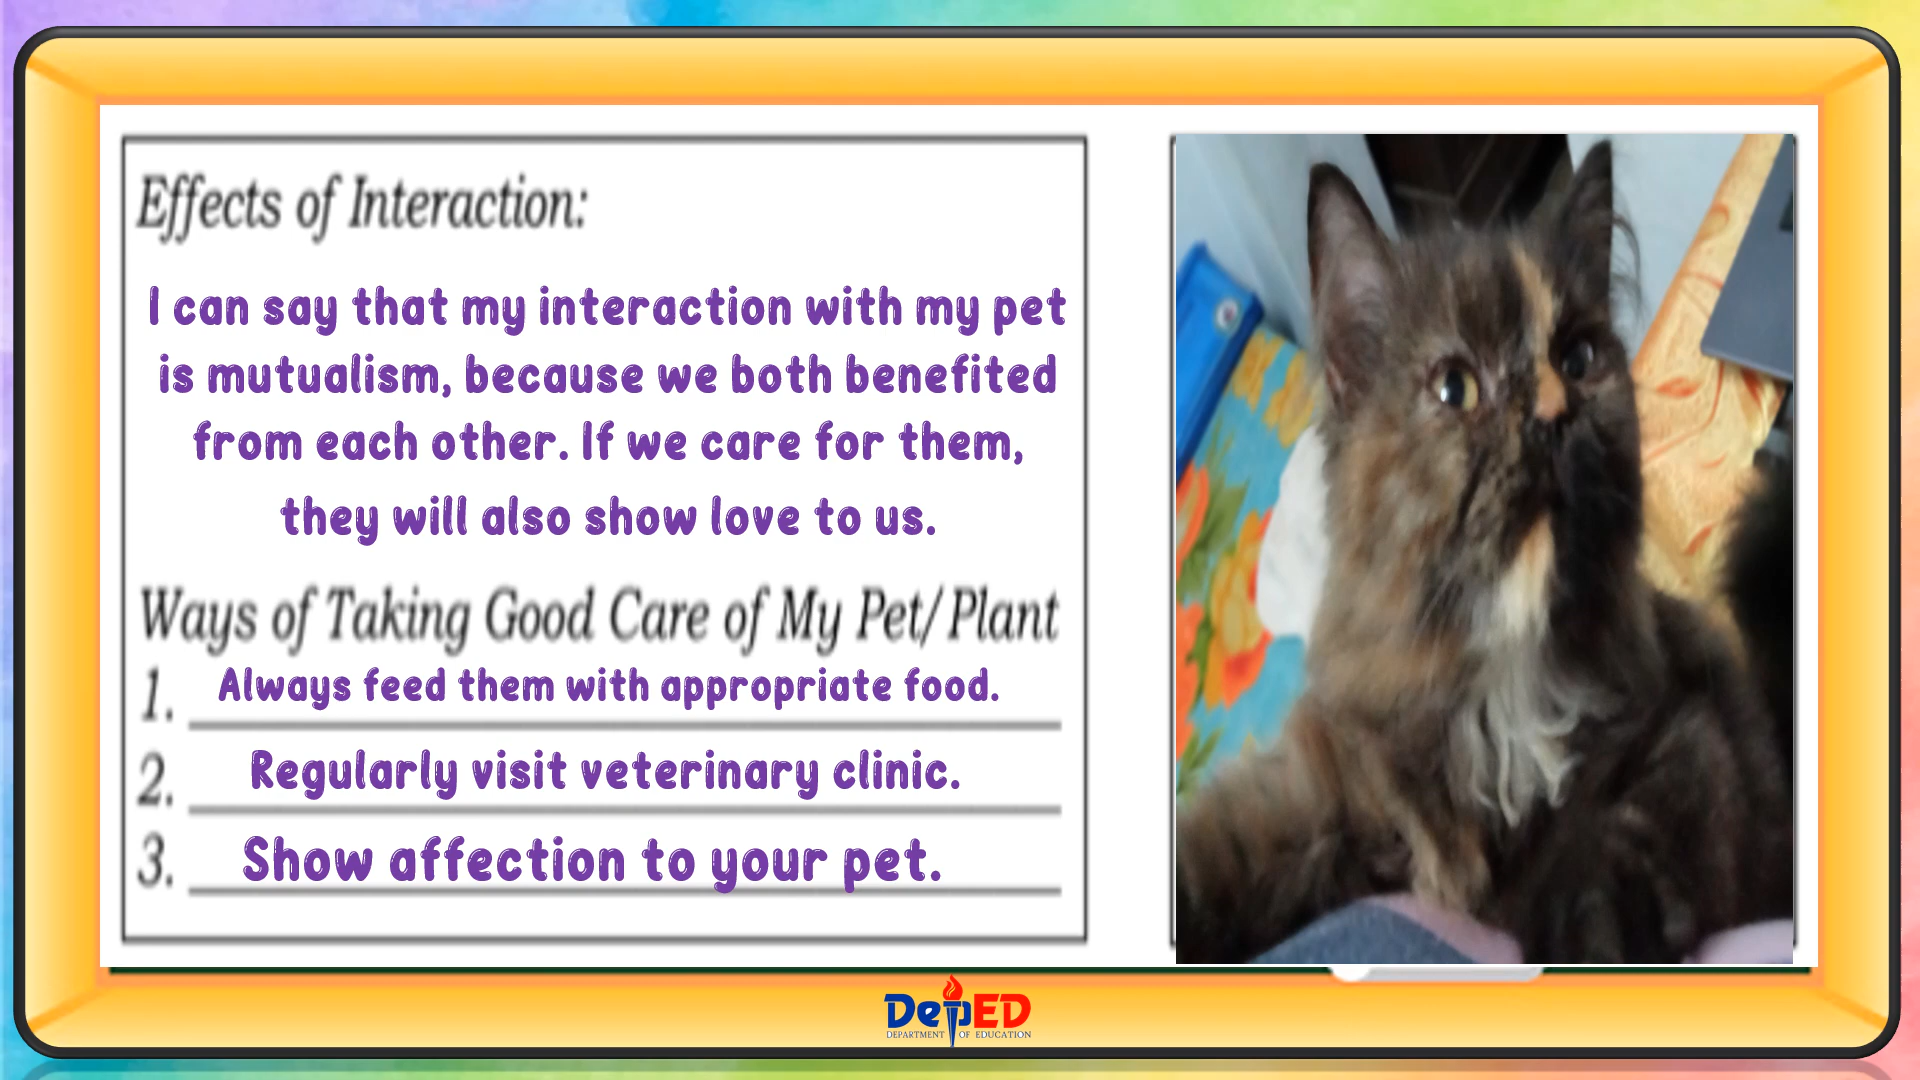 Effects of Interaction:
I can say that my interaction with my pet
is mutualism, because we both benefited
from each other. If we care for them,
they will also show love to us.
Ways of Taking Good Care of My Pet/Plant
1. Always feed them with appropriate food.
2. Regularly visit veterinary clinic.
3. Show affection to your pet.
DepED
DEPARTMENT OF EDUCATION